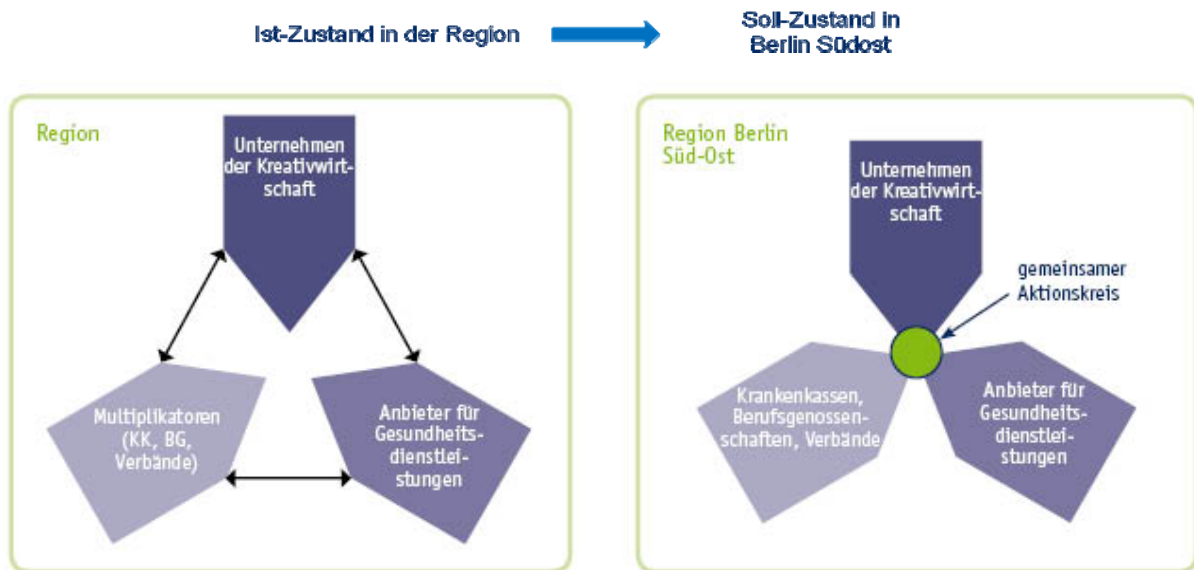 Ist-Zustand in der Region
Soll-Zustand in
Berlin Südost
Region
Unternehmen
der Kreativwirt-
schaft
Multiplikatoren
(KK, BG,
Verbände)
Anbieter für
Gesundheits-
dienstlei-
stungen
Region Berlin
Süd-Ost
Unternehmen
der Kreativwirt-
schaft
gemeinsamer
Aktionskreis
Krankenkassen,
Berufsgenossen-
schaften, Verbände
Anbieter für
Gesundheits-
dienstlei-
stungen